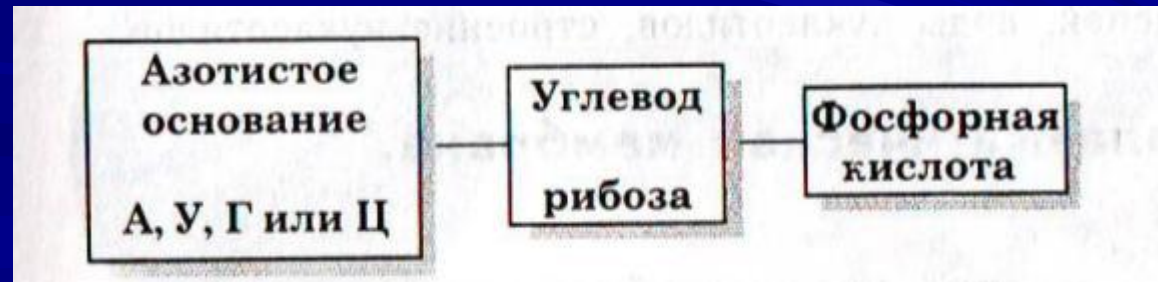 Азотистое
основание
А, У, Г или Ц
Углевод
рибоза
Фосфорная
кислота